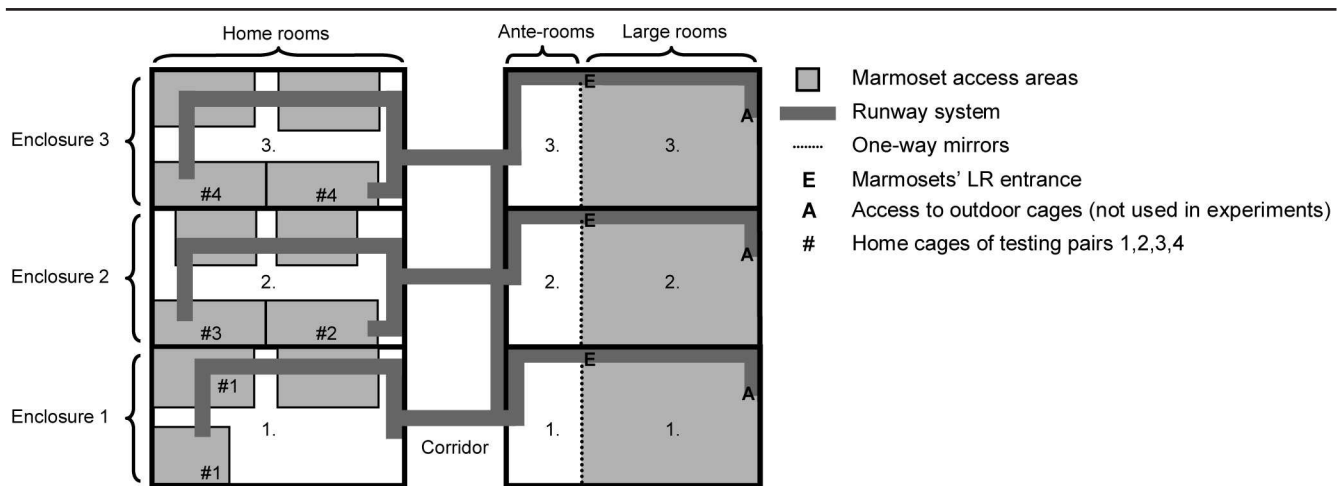 Home rooms
Ante-rooms
Large rooms
Enclosure 3
3.
#4
#4
3.
E
3.
A
Enclosure 2
2.
#3
#2
2.
E
2.
A
Enclosure 1
#1
1.
#1
Corridor
1.
E
1.
A
Marmoset access areas
Runway system
One-way mirrors
E Marmosets' LR entrance
A Access to outdoor cages (not used in experiments)
# Home cages of testing pairs 1,2,3,4